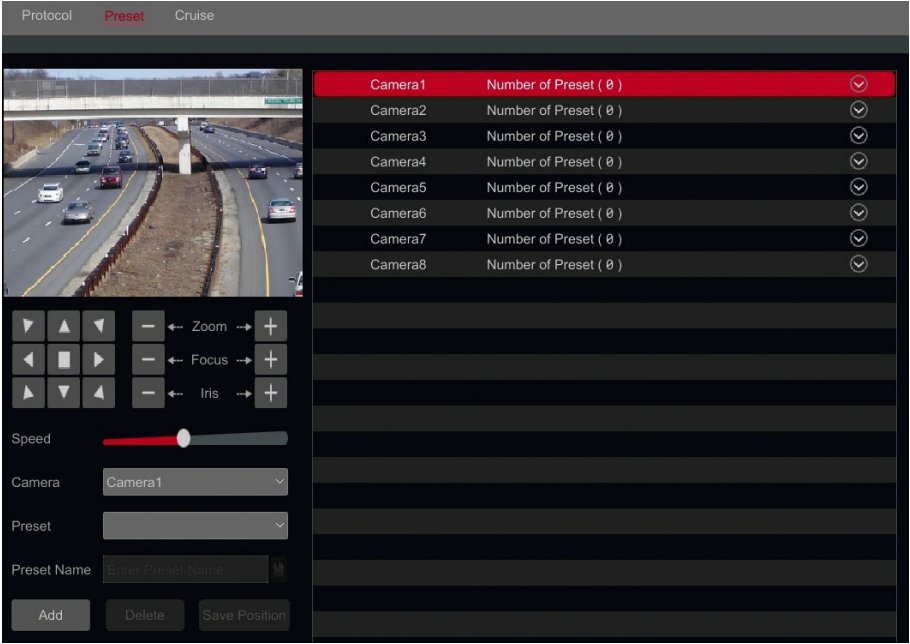 Protocol Preset Cruise
Camera1 Number of Preset ( 0 )
Camera2 Number of Preset ( 0 )
Camera3 Number of Preset ( 0 )
Camera4 Number of Preset ( 0 )
Camera5 Number of Preset ( 0 )
Camera6 Number of Preset ( 0 )
Camera7 Number of Preset ( 0 )
Camera8 Number of Preset ( 0 )
Zoom
Focus
Iris
Speed
Camera Camera1
Preset
Preset Name Enter Preset Name
Add Delete Save Position